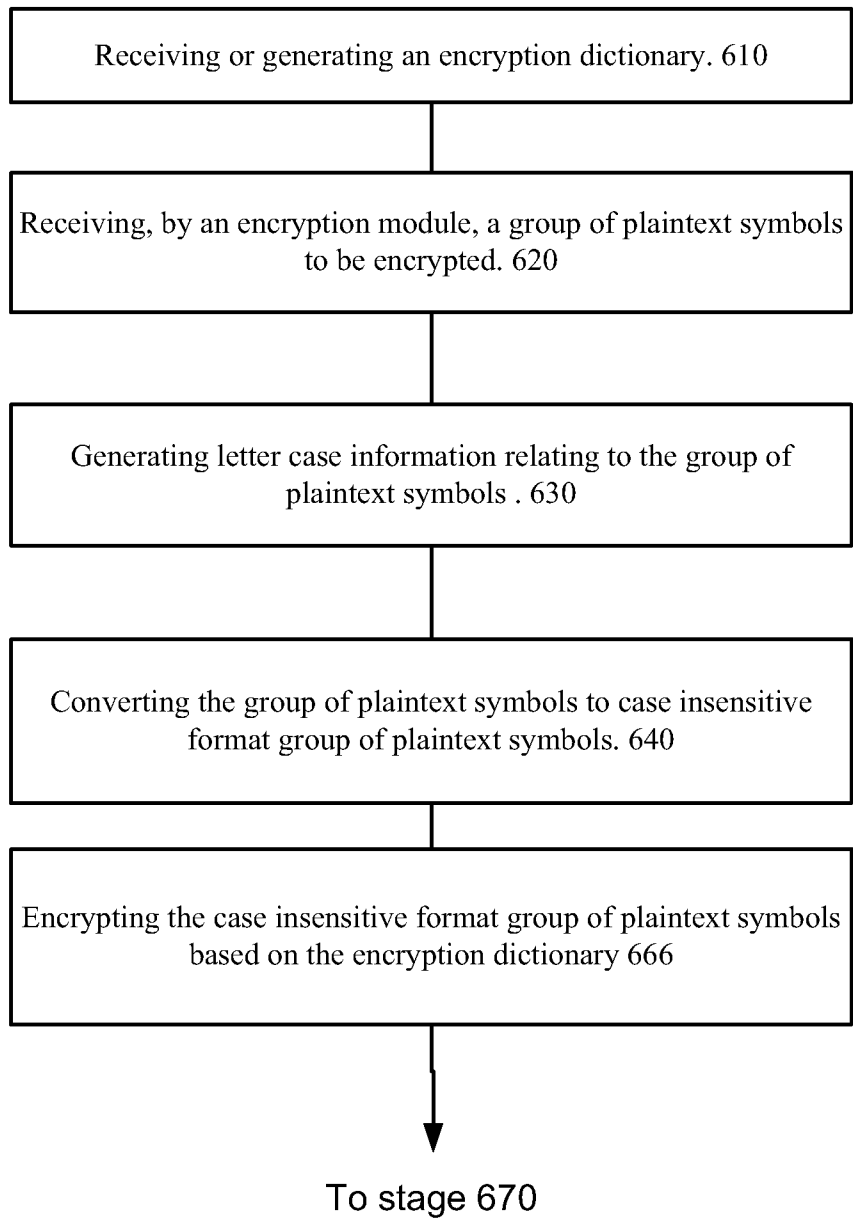 Receiving or generating an encryption dictionary. 610
Receiving, by an encryption module, a group of plaintext symbols
to be encrypted. 620
Generating letter case information relating to the group of
plaintext symbols . 630
Converting the group of plaintext symbols to case insensitive
format group of plaintext symbols. 640
Encrypting the case insensitive format group of plaintext symbols
based on the encryption dictionary 666
To stage 670